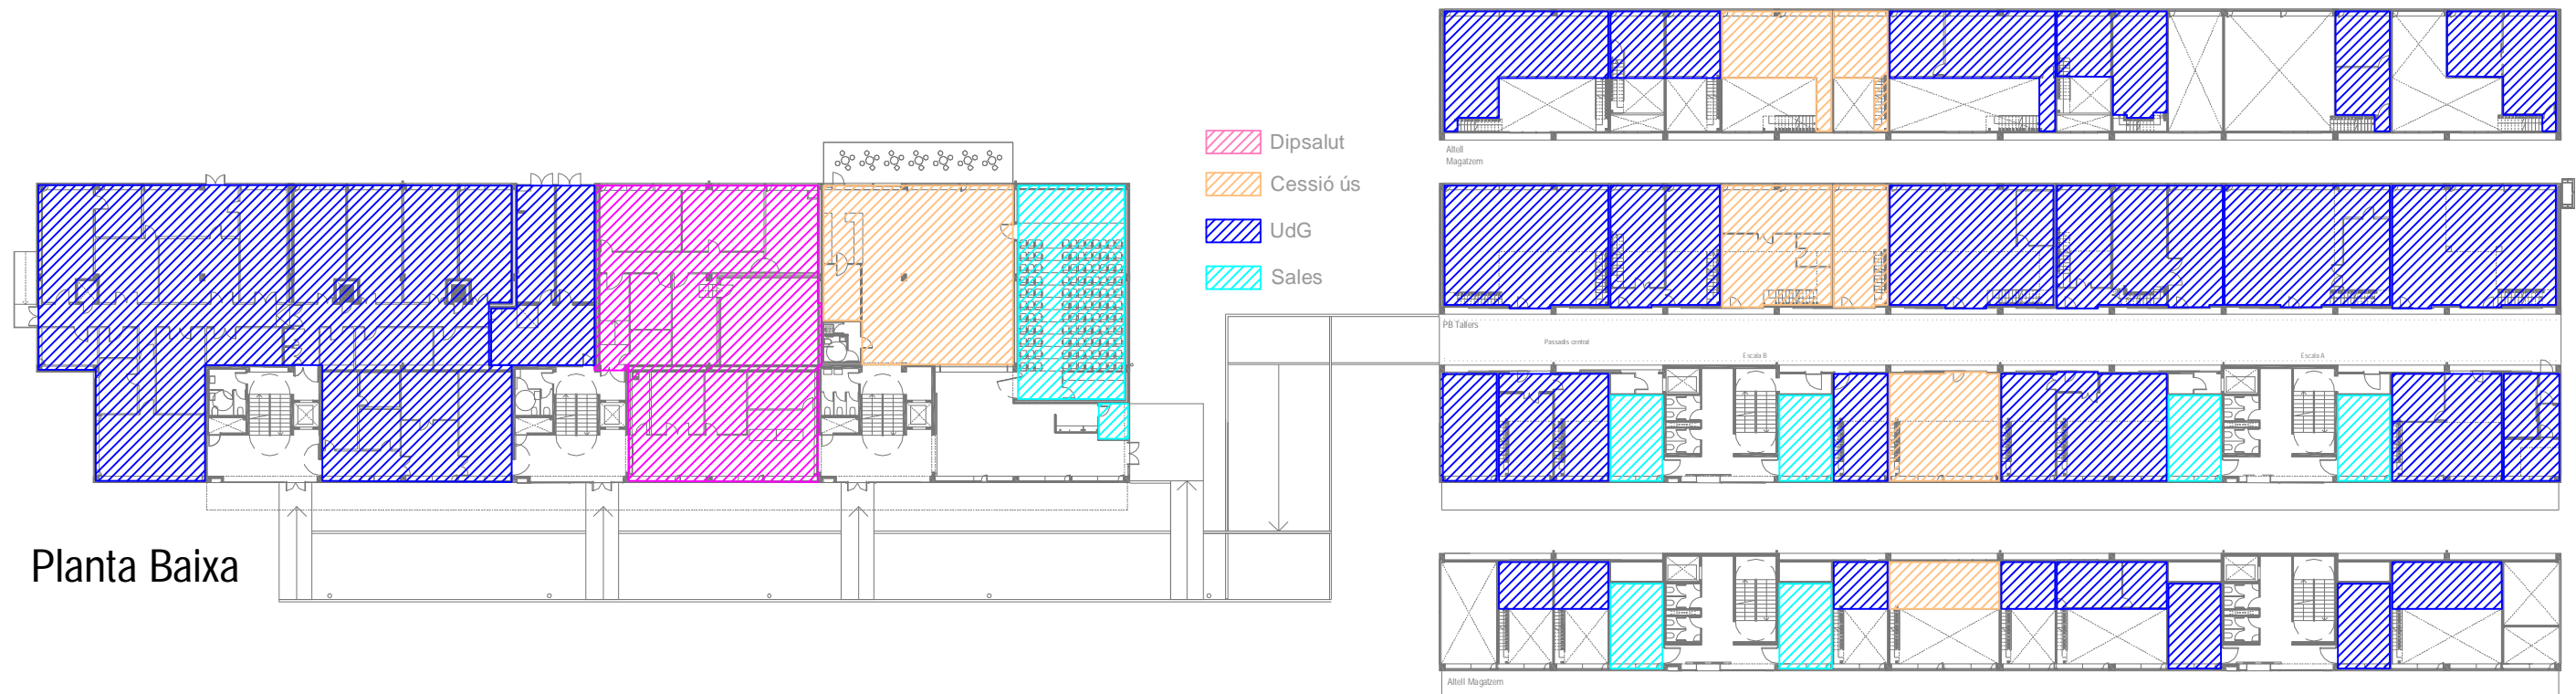 Altell
Magatzem
Dipsalut
Cessió ús
UdG
Sales
PB Tallers
Passadís central
Escala B
Escala A
Planta Baixa
Altell Magatzem